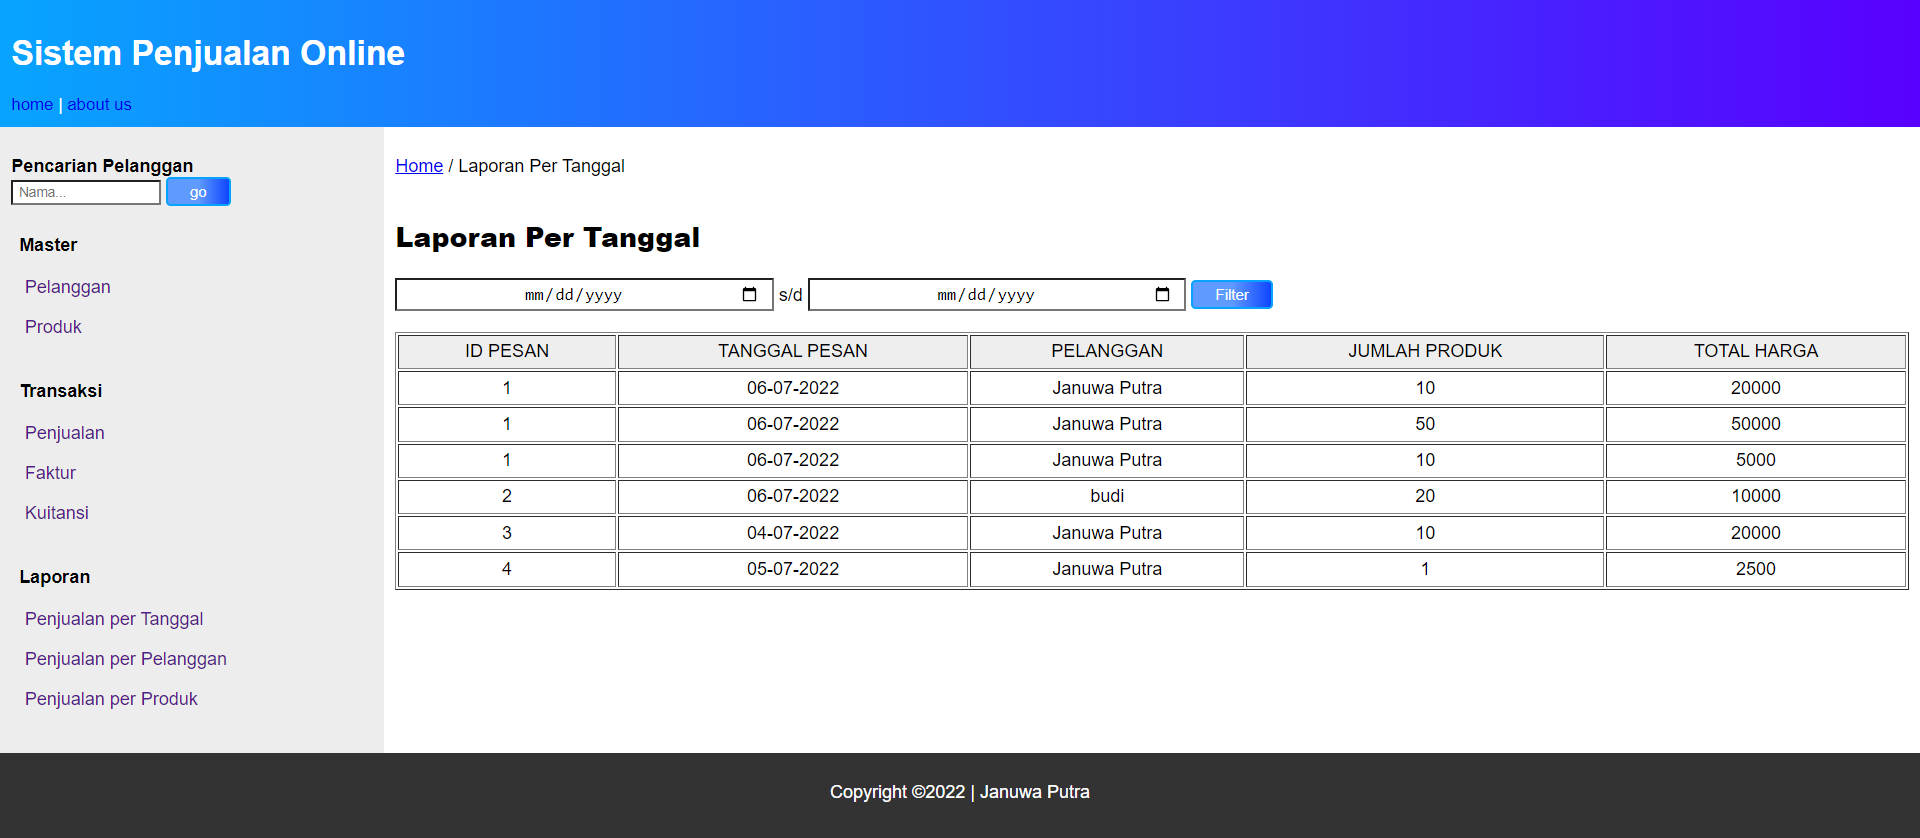 Sistem Penjualan Online
home | about us
Pencarian Pelanggan
Nama... go
Master
Pelanggan
Produk
Transaksi
Penjualan
Faktur
Kuitansi
Laporan
Penjualan per Tanggal
Penjualan per Pelanggan
Penjualan per Produk
Home / Laporan Per Tanggal
Laporan Per Tanggal
mm/dd/yyyy s/d mm/dd/yyyy Filter
ID PESAN TANGGAL PESAN PELANGGAN JUMLAH PRODUK TOTAL HARGA
1 06-07-2022 Januwa Putra 10 20000
1 06-07-2022 Januwa Putra 50 50000
1 06-07-2022 Januwa Putra 10 5000
2 06-07-2022 budi 20 10000
3 04-07-2022 Januwa Putra 10 20000
4 05-07-2022 Januwa Putra 1 2500
Copyright ©2022 | Januwa Putra